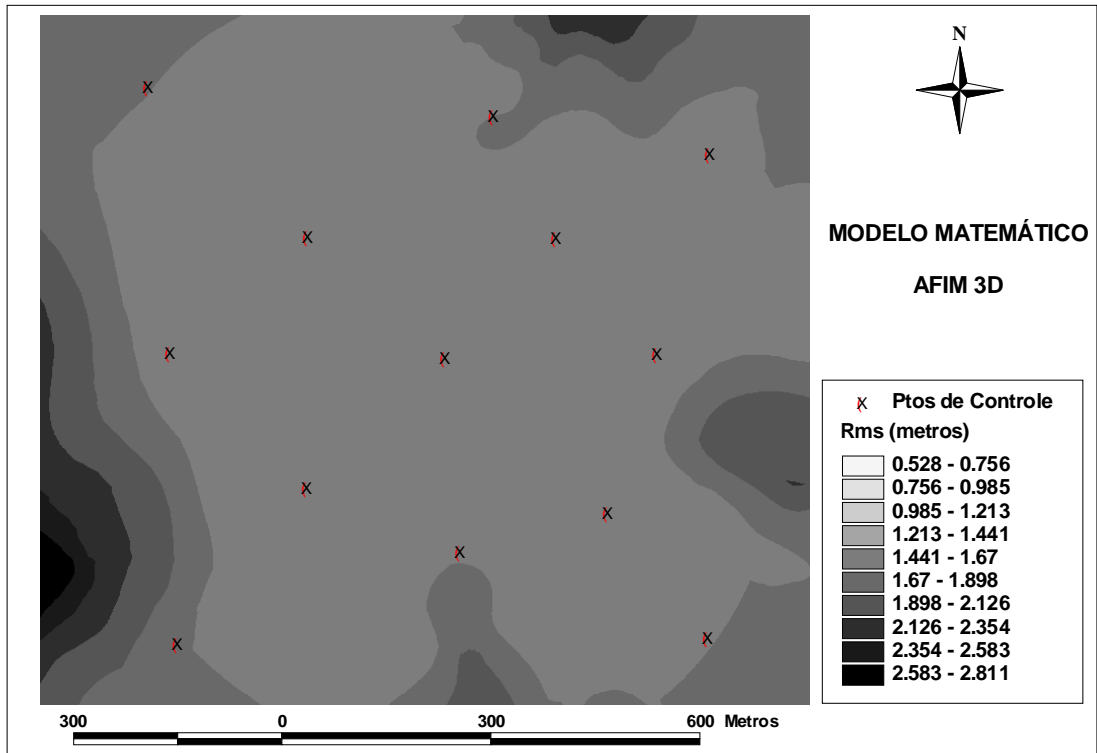 N
MODELO MATEMÁTICO
AFIM 3D
X Ptos de Controle
Rms (metros)
0.528 - 0.756
0.756 - 0.985
0.985 - 1.213
1.213 - 1.441
1.441 - 1.67
1.67 - 1.898
1.898 - 2.126
2.126 - 2.354
2.354 - 2.583
2.583 - 2.811
300 0 300 600 Metros